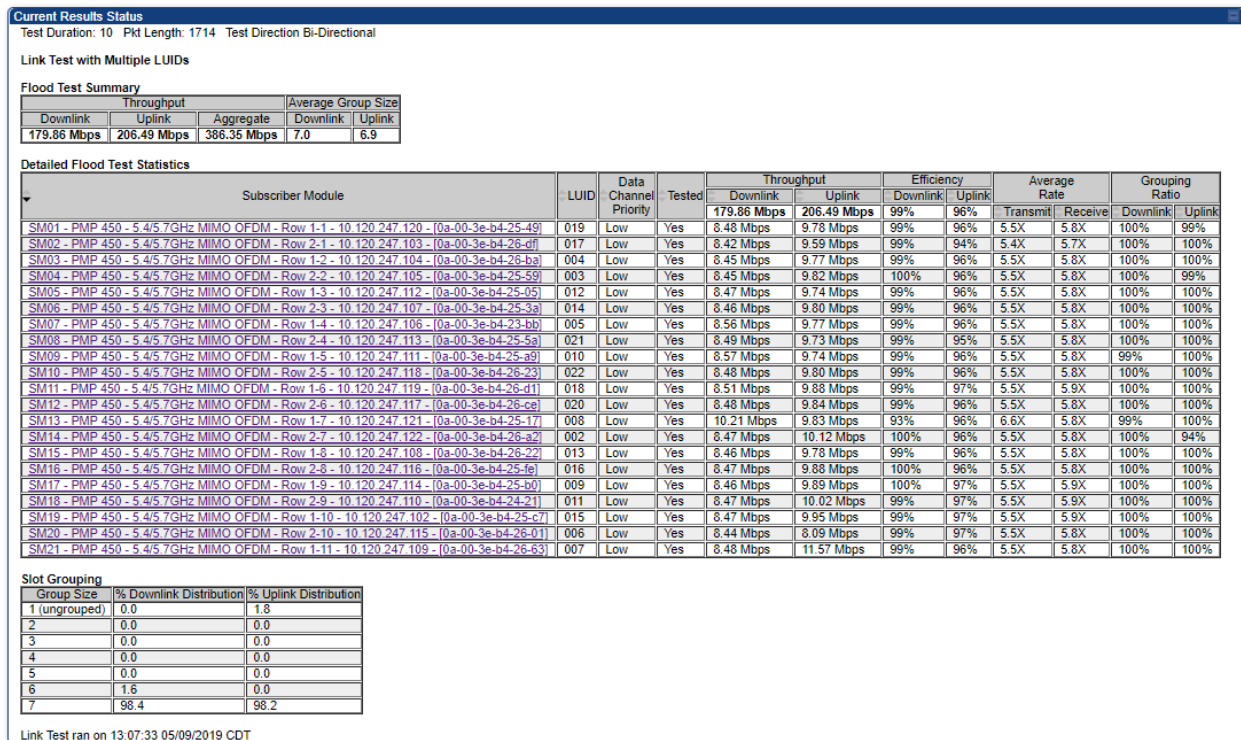 Current Results Status
Test Duration: 10 Pkt Length: 1714 Test Direction Bi-Directional
Link Test with Multiple LUIDs
Flood Test Summary
Throughput Average Group Size
Downlink Uplink Aggregate Downlink Uplink
179.86 Mbps 206.49 Mbps 386.35 Mbps 7.0 6.9
Detailed Flood Test Statistics
Subscriber Module LUID Data Channel Priority Tested Throughput Efficiency Average Rate Grouping Ratio
Downlink Uplink Downlink Uplink Transmit Receive Downlink Uplink
179.86 Mbps 206.49 Mbps 99% 96%
SM01 - PMP 450 - 5.4/5.7GHz MIMO OFDM - Row 1-1 - 10.120.247.120 - [0a-00-3e-b4-25-49] 019 Low Yes 8.48 Mbps 9.78 Mbps 99% 96% 5.5X 5.8X 100% 99%
SM02 - PMP 450 - 5.4/5.7GHz MIMO OFDM - Row 2-1 - 10.120.247.103 - [0a-00-3e-b4-26-df] 017 Low Yes 8.42 Mbps 9.59 Mbps 99% 94% 5.4X 5.7X 100% 100%
SM03 - PMP 450 - 5.4/5.7GHz MIMO OFDM - Row 1-2 - 10.120.247.104 - [0a-00-3e-b4-26-ba] 004 Low Yes 8.45 Mbps 9.77 Mbps 99% 96% 5.5X 5.8X 100% 100%
SM04 - PMP 450 - 5.4/5.7GHz MIMO OFDM - Row 2-2 - 10.120.247.105 - [0a-00-3e-b4-25-59] 003 Low Yes 8.45 Mbps 9.82 Mbps 100% 96% 5.5X 5.8X 100% 99%
SM05 - PMP 450 - 5.4/5.7GHz MIMO OFDM - Row 1-3 - 10.120.247.112 - [0a-00-3e-b4-25-05] 012 Low Yes 8.47 Mbps 9.74 Mbps 99% 96% 5.5X 5.8X 100% 100%
SM06 - PMP 450 - 5.4/5.7GHz MIMO OFDM - Row 2-3 - 10.120.247.107 - [0a-00-3e-b4-25-3a] 014 Low Yes 8.46 Mbps 9.80 Mbps 99% 96% 5.5X 5.8X 100% 100%
SM07 - PMP 450 - 5.4/5.7GHz MIMO OFDM - Row 1-4 - 10.120.247.106 - [0a-00-3e-b4-23-bb] 005 Low Yes 8.56 Mbps 9.77 Mbps 99% 96% 5.5X 5.8X 100% 100%
SM08 - PMP 450 - 5.4/5.7GHz MIMO OFDM - Row 2-4 - 10.120.247.113 - [0a-00-3e-b4-25-5a] 021 Low Yes 8.49 Mbps 9.73 Mbps 99% 95% 5.5X 5.8X 100% 100%
SM09 - PMP 450 - 5.4/5.7GHz MIMO OFDM - Row 1-5 - 10.120.247.111 - [0a-00-3e-b4-25-a9] 010 Low Yes 8.57 Mbps 9.74 Mbps 99% 96% 5.5X 5.8X 99% 100%
SM10 - PMP 450 - 5.4/5.7GHz MIMO OFDM - Row 2-5 - 10.120.247.118 - [0a-00-3e-b4-26-23] 022 Low Yes 8.48 Mbps 9.80 Mbps 99% 96% 5.5X 5.8X 100% 100%
SM11 - PMP 450 - 5.4/5.7GHz MIMO OFDM - Row 1-6 - 10.120.247.119 - [0a-00-3e-b4-26-d1] 018 Low Yes 8.51 Mbps 9.88 Mbps 99% 97% 5.5X 5.9X 100% 100%
SM12 - PMP 450 - 5.4/5.7GHz MIMO OFDM - Row 2-6 - 10.120.247.117 - [0a-00-3e-b4-26-ce] 020 Low Yes 8.48 Mbps 9.84 Mbps 99% 96% 5.5X 5.8X 100% 100%
SM13 - PMP 450 - 5.4/5.7GHz MIMO OFDM - Row 1-7 - 10.120.247.121 - [0a-00-3e-b4-25-17] 008 Low Yes 10.21 Mbps 9.83 Mbps 93% 96% 6.6X 5.8X 99% 100%
SM14 - PMP 450 - 5.4/5.7GHz MIMO OFDM - Row 2-7 - 10.120.247.122 - [0a-00-3e-b4-26-a2] 002 Low Yes 8.47 Mbps 10.12 Mbps 100% 96% 5.5X 5.8X 100% 94%
SM15 - PMP 450 - 5.4/5.7GHz MIMO OFDM - Row 1-8 - 10.120.247.108 - [0a-00-3e-b4-26-22] 013 Low Yes 8.46 Mbps 9.78 Mbps 99% 96% 5.5X 5.8X 100% 100%
SM16 - PMP 450 - 5.4/5.7GHz MIMO OFDM - Row 2-8 - 10.120.247.116 - [0a-00-3e-b4-25-fe] 016 Low Yes 8.47 Mbps 9.88 Mbps 100% 96% 5.5X 5.8X 100% 100%
SM17 - PMP 450 - 5.4/5.7GHz MIMO OFDM - Row 1-9 - 10.120.247.114 - [0a-00-3e-b4-25-b0] 009 Low Yes 8.46 Mbps 9.89 Mbps 100% 97% 5.5X 5.9X 100% 100%
SM18 - PMP 450 - 5.4/5.7GHz MIMO OFDM - Row 2-9 - 10.120.247.110 - [0a-00-3e-b4-24-21] 011 Low Yes 8.47 Mbps 10.02 Mbps 99% 97% 5.5X 5.9X 100% 100%
SM19 - PMP 450 - 5.4/5.7GHz MIMO OFDM - Row 1-10 - 10.120.247.102 - [0a-00-3e-b4-25-c7] 015 Low Yes 8.47 Mbps 9.95 Mbps 99% 97% 5.5X 5.9X 100% 100%
SM20 - PMP 450 - 5.4/5.7GHz MIMO OFDM - Row 2-10 - 10.120.247.115 - [0a-00-3e-b4-26-01] 006 Low Yes 8.44 Mbps 8.09 Mbps 99% 97% 5.5X 5.8X 100% 100%
SM21 - PMP 450 - 5.4/5.7GHz MIMO OFDM - Row 1-11 - 10.120.247.109 - [0a-00-3e-b4-26-63] 007 Low Yes 8.48 Mbps 11.57 Mbps 99% 96% 5.5X 5.8X 100% 100%
Slot Grouping
Group Size % Downlink Distribution % Uplink Distribution
1 (ungrouped) 0.0 1.8
2 0.0 0.0
3 0.0 0.0
4 0.0 0.0
5 0.0 0.0
6 1.6 0.0
7 98.4 98.2
Link Test ran on 13:07:33 05/09/2019 CDT